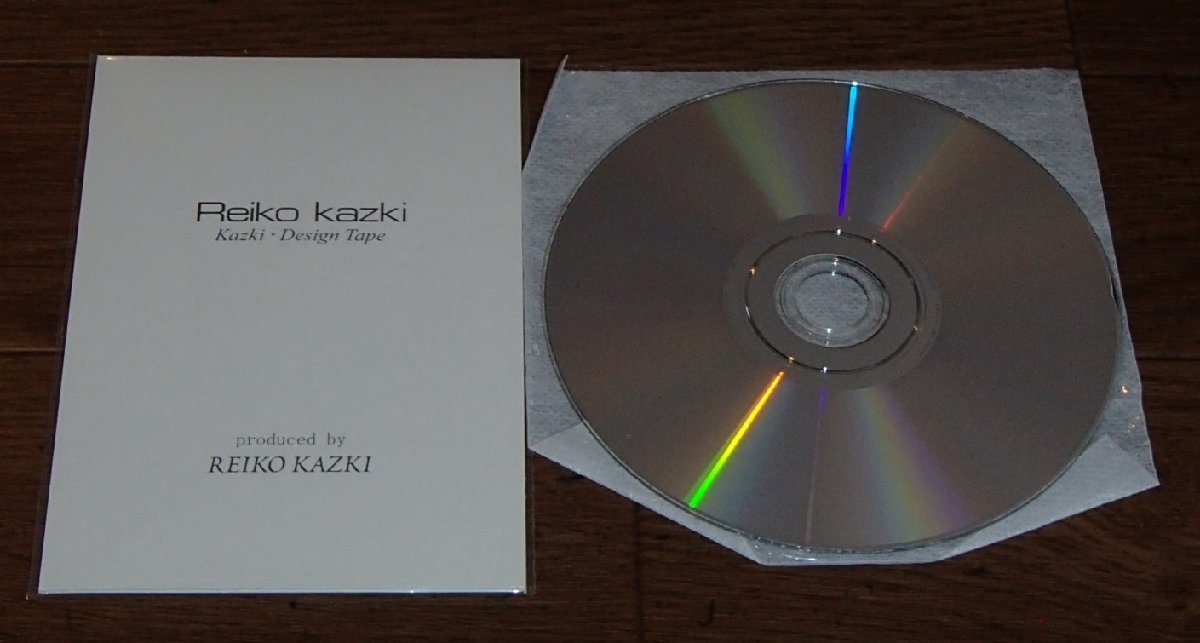 Reiko kazki
Kazki・Design Tape
produced by
REIKO KAZKI